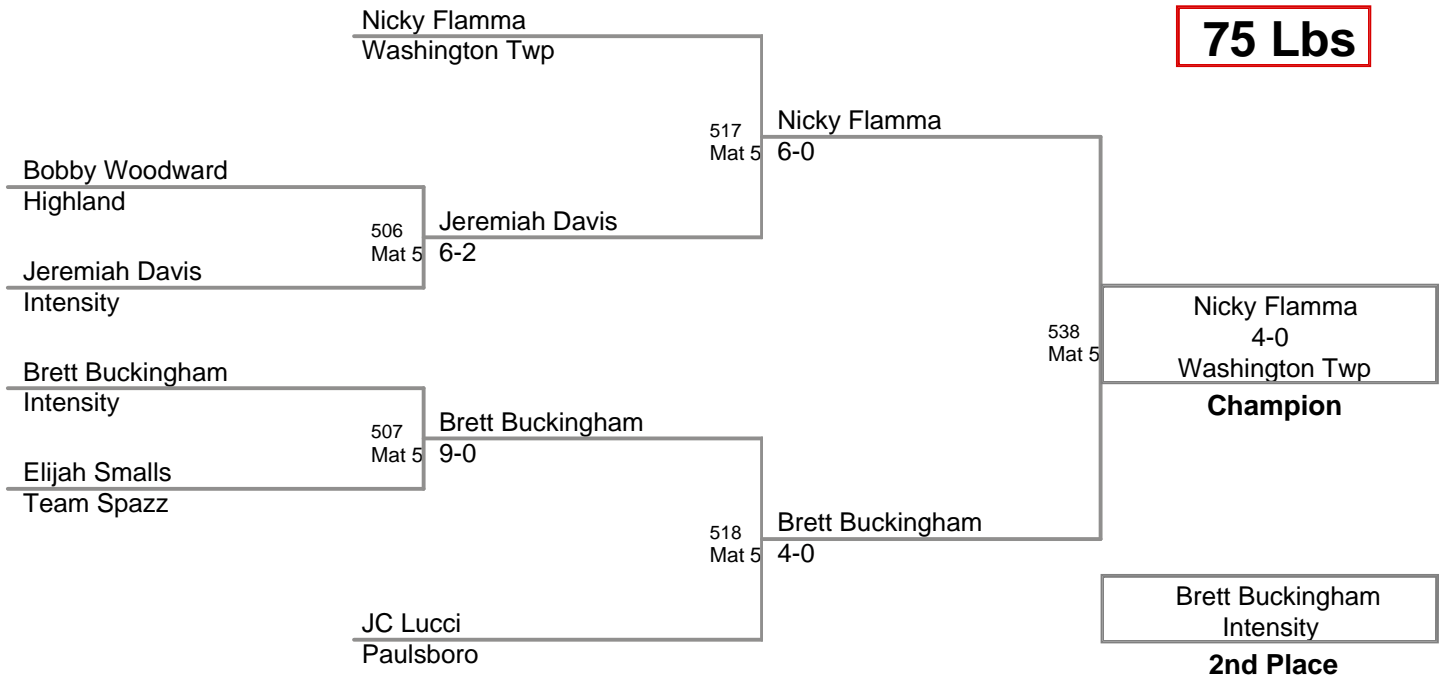 Nicky Flamma
Washington Twp
75 Lbs
517
Mat 5
Nicky Flamma
6-0
Bobby Woodward
Highland
506
Mat 5
Jeremiah Davis
6-2
Jeremiah Davis
Intensity
538
Mat 5
Nicky Flamma
4-0
Washington Twp
Champion
Brett Buckingham
Intensity
507
Mat 5
Brett Buckingham
9-0
Elijah Smalls
Team Spazz
518
Mat 5
Brett Buckingham
4-0
JC Lucci
Paulsboro
Brett Buckingham
Intensity
2nd Place